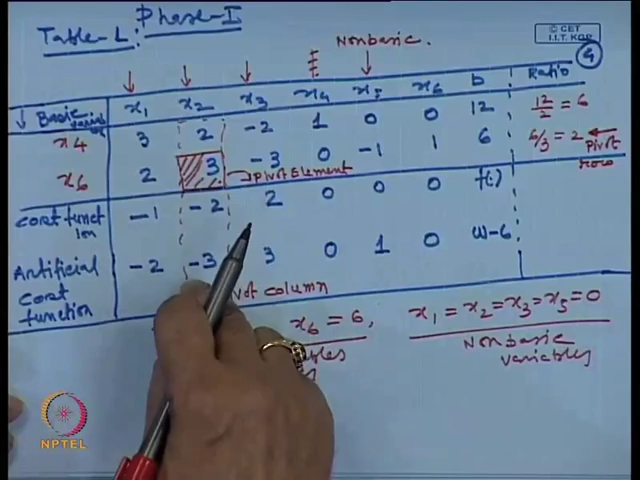 Table-1: Phase-I
© CET
I.I.T. KGP
4
Nonbasic.
↓ Basic variables x1 x2 x3 x4 x5 x6 b Ratio
x4 3 2 -2 1 0 0 12 12/2 = 6
x6 2 3 -3 0 -1 1 6 6/3 = 2 ← Pivot row
→ Pivot Element
Cost function -1 -2 2 0 0 0 f(·)
Artificial cost function -2 -3 3 0 1 0 w-6
column
x6 = 6, x1 = x2 = x3 = x5 = 0
Nonbasic
variables
NPTEL